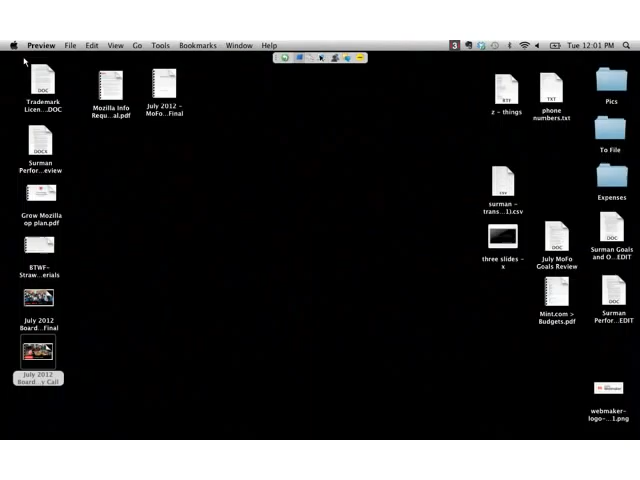 Preview File Edit View Go Tools Bookmarks Window Help
3
Tue 12:01 PM
DOC
Trademark
Licen....DOC
Mozilla Info
Requ...al.pdf
July 2012 –
MoFo...Final
DOCX
Surman
Perfor...eview
Grow Mozilla
op plan.pdf
BTWF-
Straw...erials
July 2012
Board...Final
July 2012
Board...y Call
RTF
z – things
TXT
phone
numbers.txt
Pics
To File
Expenses
surman –
trans...1).csv
three slides –
x
July MoFo
Goals Review
DOC
Surman Goals
and O...EDIT
Mint.com >
Budgets.pdf
DOC
Surman
Perfor...EDIT
webmaker-
logo-...1.png